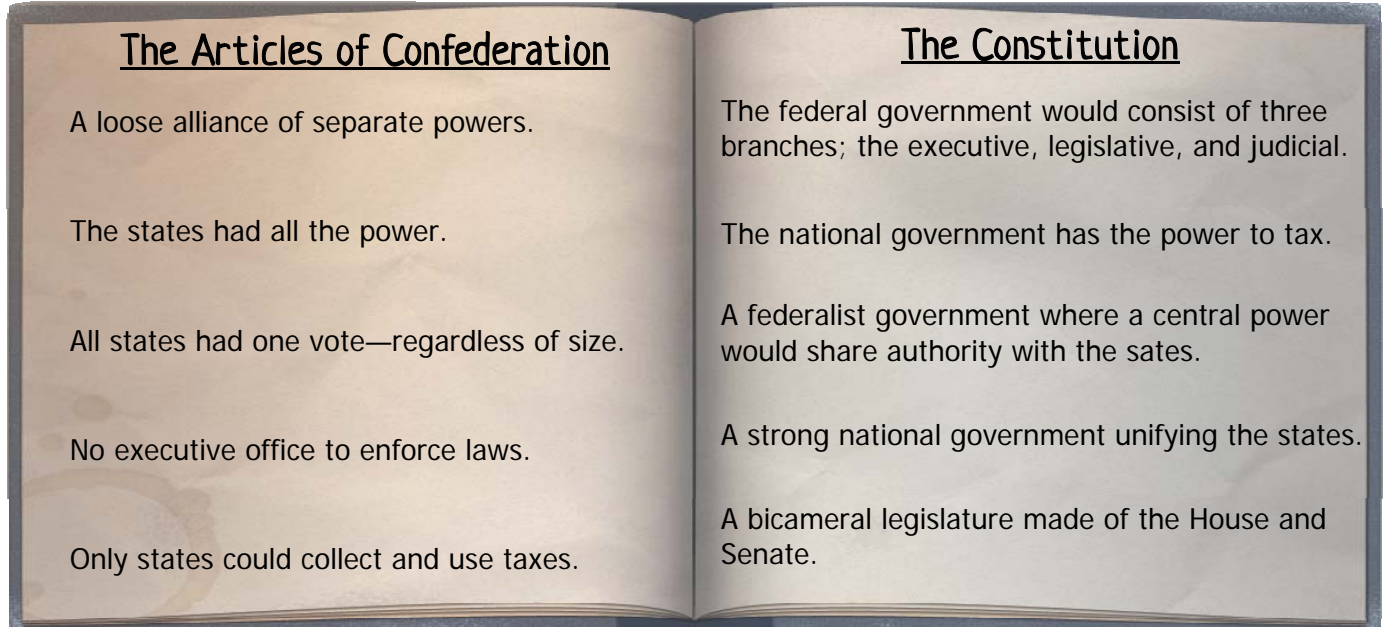 The Articles of Confederation
A loose alliance of separate powers.
The states had all the power.
All states had one vote—regardless of size.
No executive office to enforce laws.
Only states could collect and use taxes.
The Constitution
The federal government would consist of three
branches; the executive, legislative, and judicial.
The national government has the power to tax.
A federalist government where a central power
would share authority with the sates.
A strong national government unifying the states.
A bicameral legislature made of the House and
Senate.